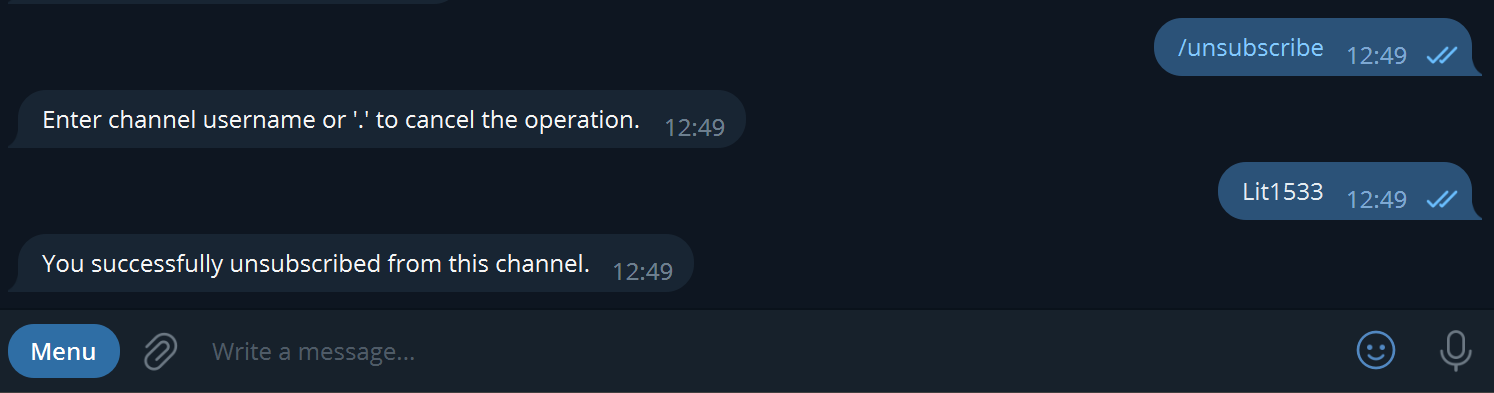 /unsubscribe 12:49
Enter channel username or '.' to cancel the operation. 12:49
Lit1533 12:49
You successfully unsubscribed from this channel. 12:49
Menu Write a message...